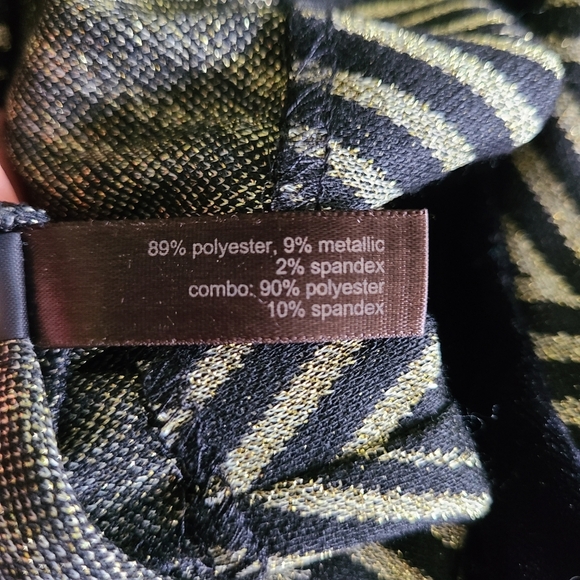 89% polyester, 9% metallic
2% spandex
combo: 90% polyester
10% spandex